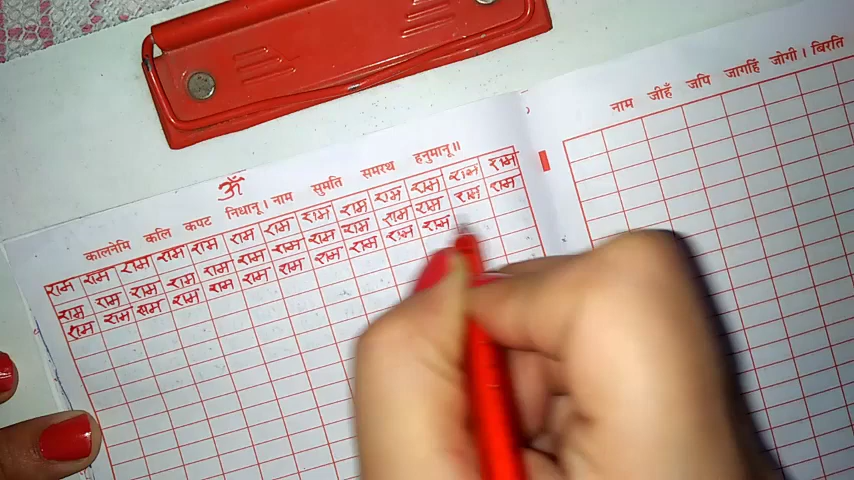 ॐ
कालनेमि कलि कपट निधानू। नाम सुमति समरथ हनुमानू॥
राम राम राम राम राम राम राम राम राम राम राम राम राम
राम राम राम राम राम राम राम राम राम राम राम राम राम
राम राम राम राम राम राम राम राम राम राम राम
नाम जीहँ जपि जागहिं जोगी । बिरति